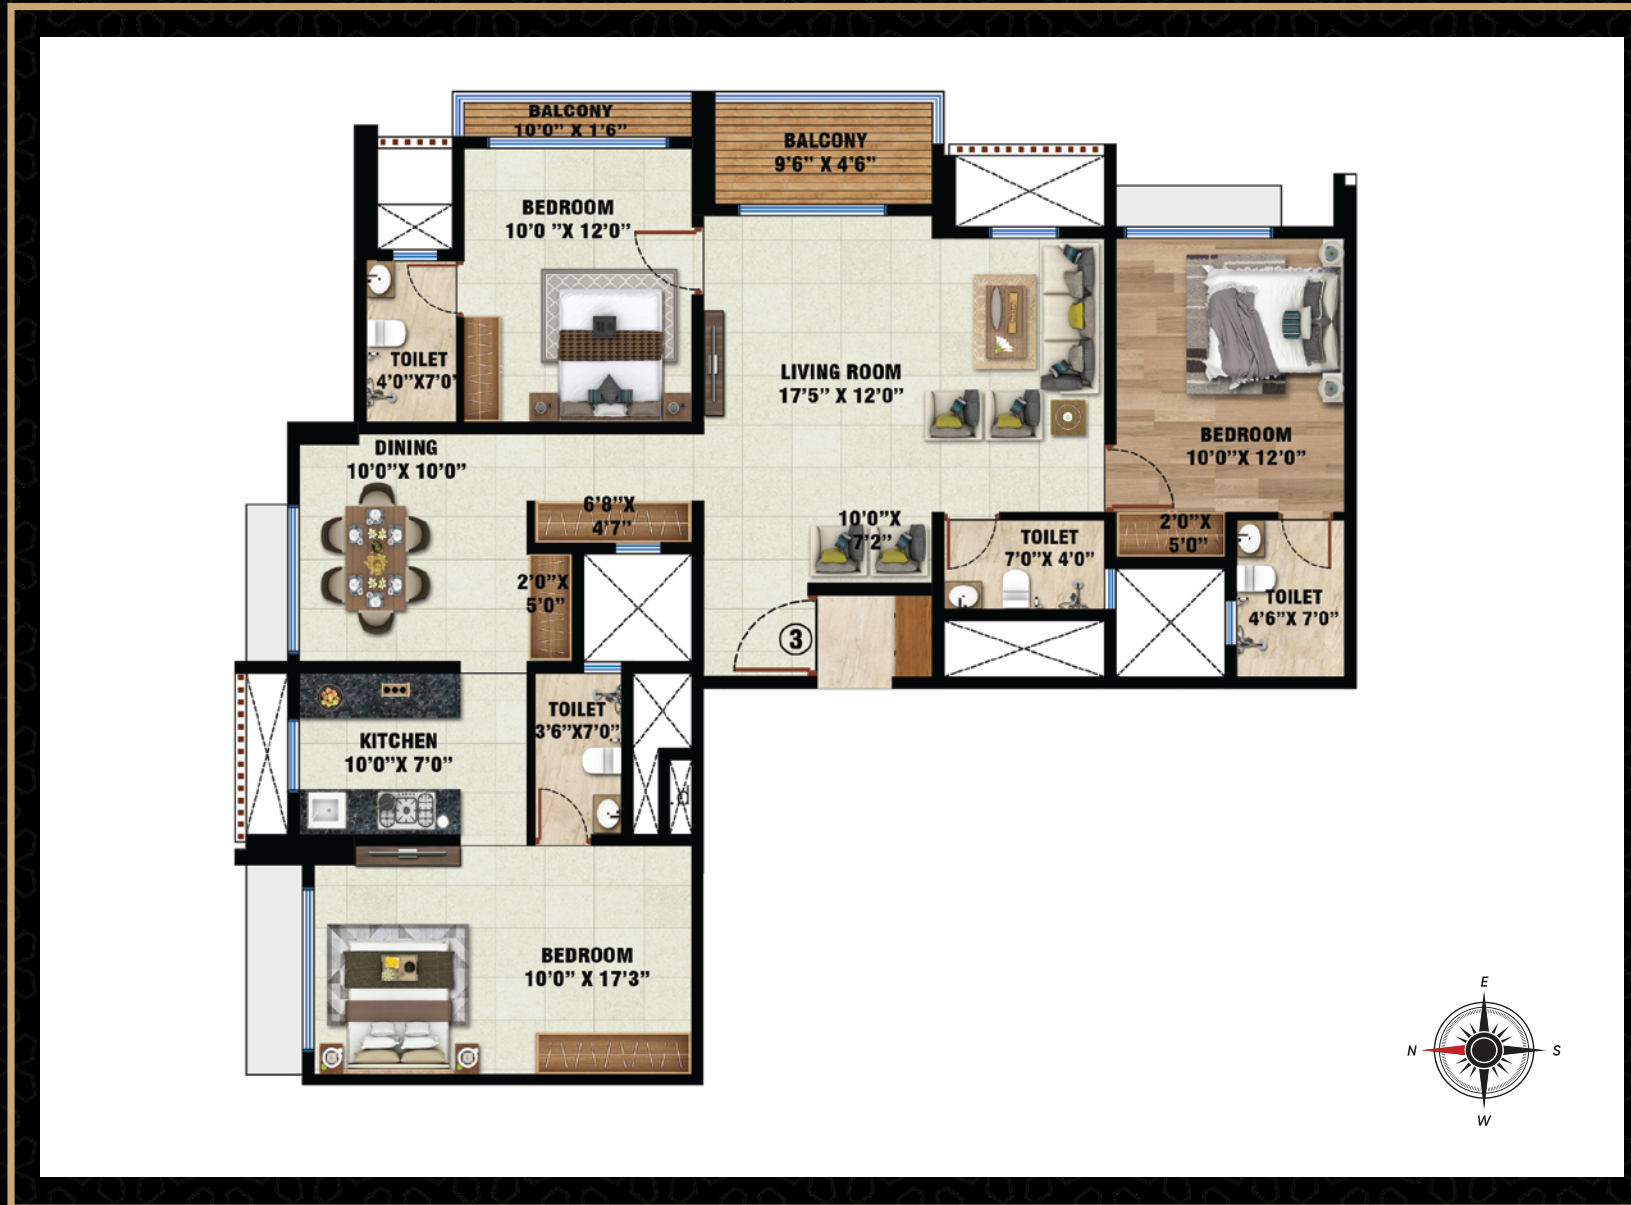 BALCONY
10'0" X 1'6"
BALCONY
9'6" X 4'6"
BEDROOM
10'0 "X 12'0"
TOILET
4'0"X7'0"
LIVING ROOM
17'5" X 12'0"
BEDROOM
10'0"X 12'0"
DINING
10'0"X 10'0"
6'8"X
4'7"
10'0"X
7'2"
TOILET
7'0"X 4'0"
2'0"X
5'0"
2'0"X
5'0"
TOILET
4'6"X 7'0"
3
TOILET
3'6"X7'0"
KITCHEN
10'0"X 7'0"
BEDROOM
10'0" X 17'3"
E
N
S
W